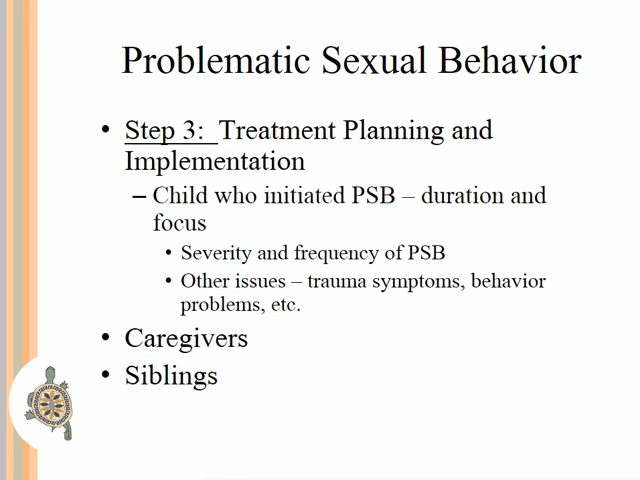 Problematic Sexual Behavior
• Step 3: Treatment Planning and
Implementation
– Child who initiated PSB – duration and
focus
• Severity and frequency of PSB
• Other issues – trauma symptoms, behavior
problems, etc.
• Caregivers
• Siblings